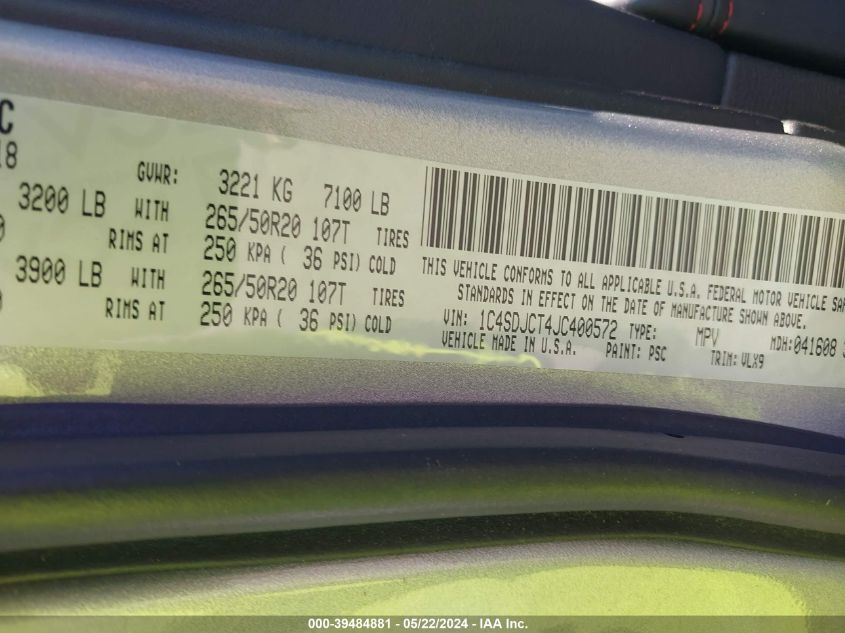 C
18
GVWR: 3221 KG 7100 LB
3200 LB WITH 265/50R20 107T TIRES
RIMS AT 250 KPA ( 36 PSI) COLD
3900 LB WITH 265/50R20 107T TIRES
RIMS AT 250 KPA ( 36 PSI) COLD
THIS VEHICLE CONFORMS TO ALL APPLICABLE U.S.A. FEDERAL MOTOR VEHICLE SA
STANDARDS IN EFFECT ON THE DATE OF MANUFACTURE SHOWN ABOVE.
VIN: 1C4SDJCT4JC400572 TYPE: MPV MDH:041608
VEHICLE MADE IN U.S.A. PAINT: PSC TRIM: VLX9
000-39484881 - 05/22/2024 - IAA Inc.